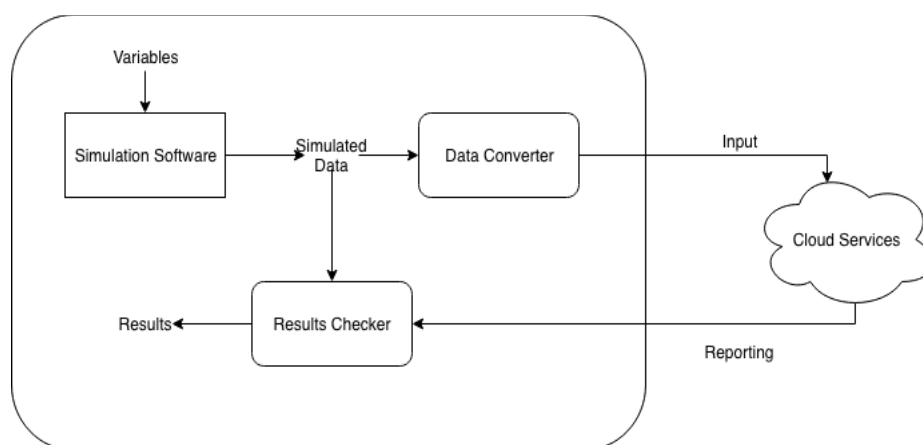 Variables
Simulation Software
Simulated
Data
Data Converter
Input
Cloud Services
Results
Results Checker
Reporting